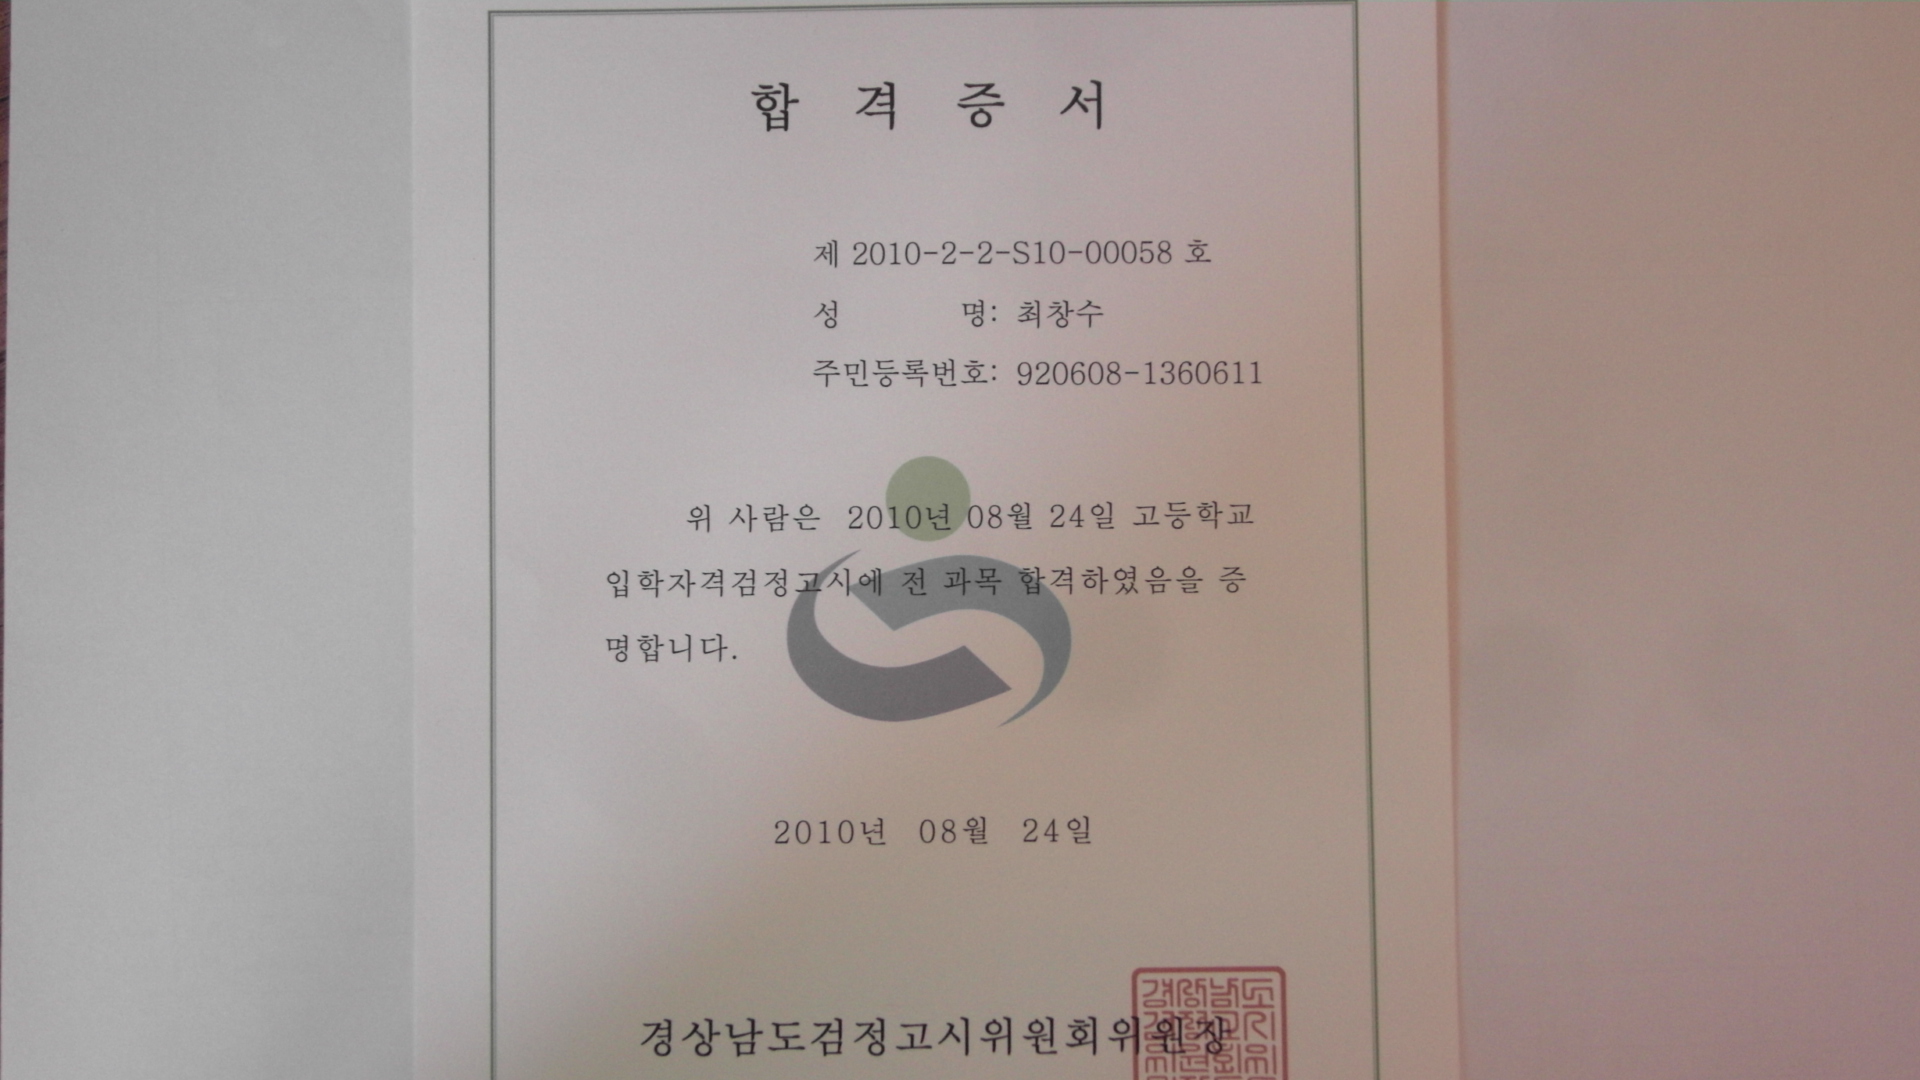 합 격 증 서
제 2010-2-2-S10-00058 호
성 명: 최창수
주민등록번호: 920608-1360611
위 사람은 2010년 08월 24일 고등학교
입학자격검정고시에 전 과목 합격하였음을 증
명합니다.
2010년 08월 24일
경상남도검정고시위원회위원장